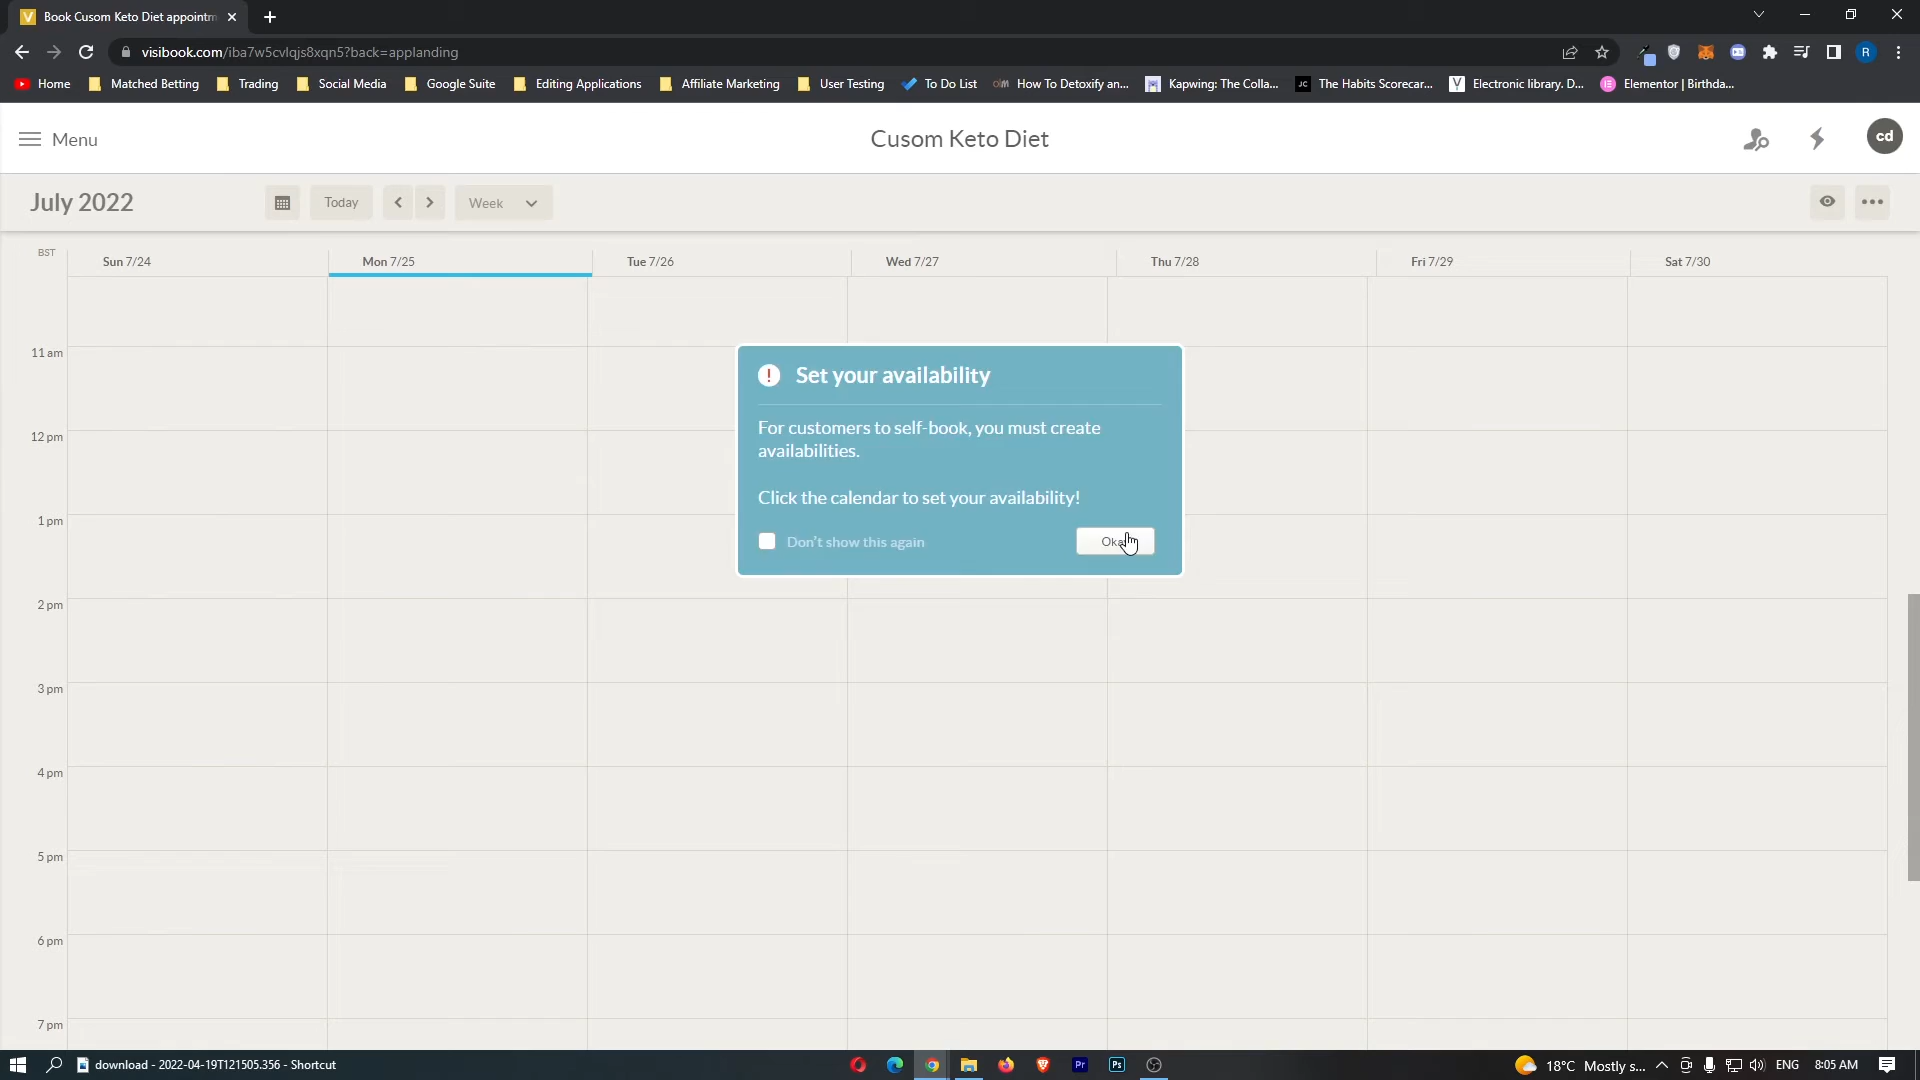 Book Cusom Keto Diet appointm
visibook.com/iba7w5cvlqjs8xqn5?back=applanding
R
Home
Matched Betting
Trading
Social Media
Google Suite
Editing Applications
Affiliate Marketing
User Testing
To Do List
How To Detoxify an...
Kapwing: The Colla...
JC The Habits Scorecar...
Electronic library. D...
Elementor | Birthda...
Menu
Cusom Keto Diet
cd
July 2022
Today
Week
BST
Sun 7/24
Mon 7/25
Tue 7/26
Wed 7/27
Thu 7/28
Fri 7/29
Sat 7/30
11 am
12 pm
1 pm
2 pm
3 pm
4 pm
5 pm
6 pm
7 pm
Set your availability
For customers to self-book, you must create
availabilities.
Click the calendar to set your availability!
Don't show this again
download - 2022-04-19T121505.356 - Shortcut
Pr
Ps
18°C Mostly s...
ENG
8:05 AM